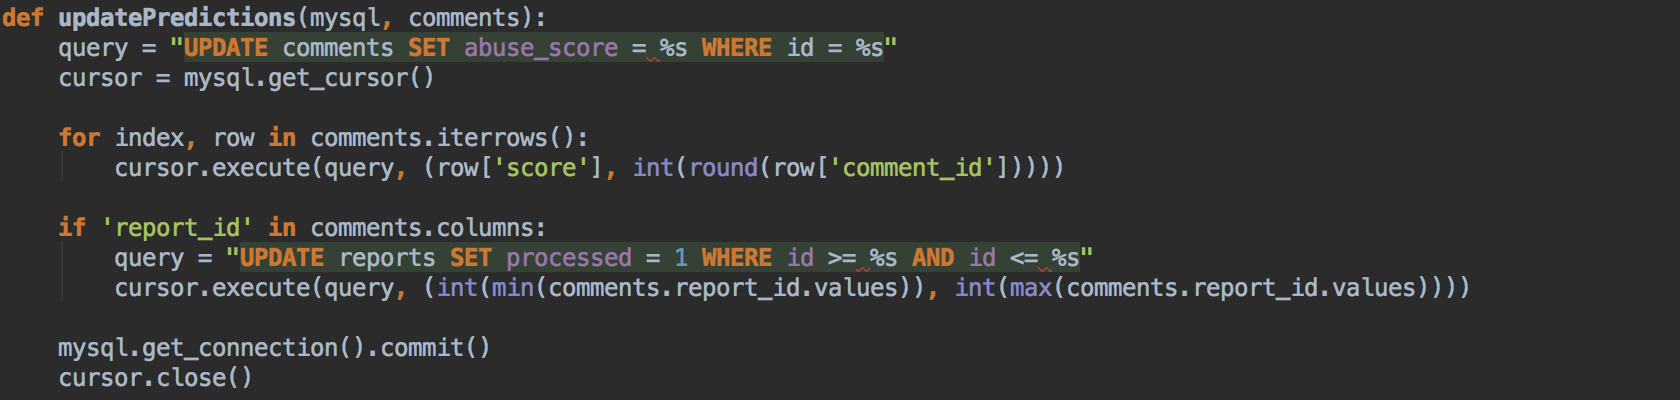 def updatePredictions(mysql, comments):
    query = "UPDATE comments SET abuse_score = %s WHERE id = %s"
    cursor = mysql.get_cursor()

    for index, row in comments.iterrows():
        cursor.execute(query, (row['score'], int(round(row['comment_id']))))

    if 'report_id' in comments.columns:
        query = "UPDATE reports SET processed = 1 WHERE id >= %s AND id <= %s"
        cursor.execute(query, (int(min(comments.report_id.values)), int(max(comments.report_id.values))))

    mysql.get_connection().commit()
    cursor.close()